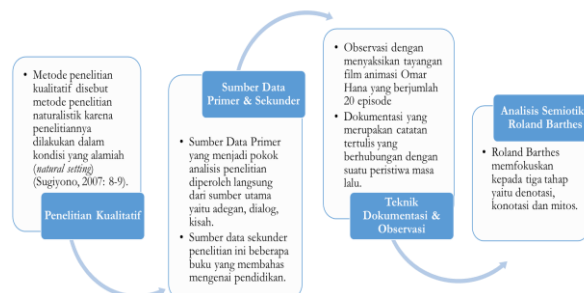 • Metode penelitian
kualitatif disebut
metode penelitian
naturalistik karena
penelitiannya
dilakukan dalam
kondisi yang alamiah
(natural setting)
(Sugiyono, 2007: 8-9).
Penelitian Kualitatif
Sumber Data
Primer & Sekunder
• Sumber Data Primer
yang menjadi pokok
analisis penelitian
diperoleh langsung
dari sumber utama
yaitu adegan, dialog,
kisah.
• Sumber data sekunder
penelitian ini beberapa
buku yang membahas
mengenai pendidikan.
• Observasi dengan
menyaksikan tayangan
film animasi Omar
Hana yang berjumlah
20 episode
• Dokumentasi yang
merupakan catatan
tertulis yang
berhubungan dengan
suatu peristiwa masa
lalu.
Teknik
Dokumentasi &
Observasi
Analisis Semiotik
Roland Barthes
• Roland Barthes
memfokuskan
kepada tiga tahap
yaitu denotasi,
konotasi dan mitos.